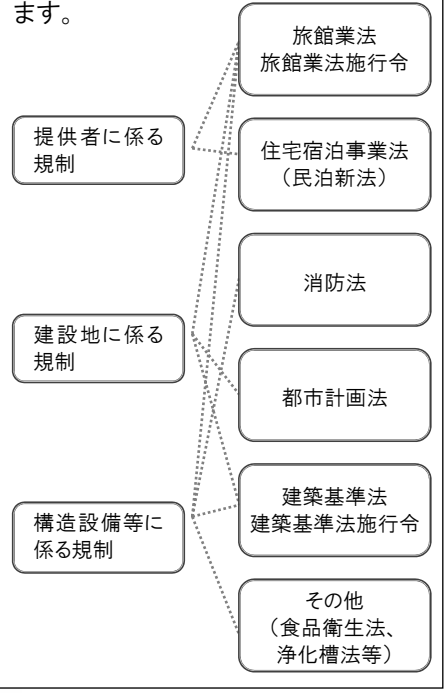 ます。
旅館業法
旅館業法施行令
提供者に係る
規制
住宅宿泊事業法
（民泊新法）
消防法
建設地に係る
規制
都市計画法
建築基準法
建築基準法施行令
構造設備等に
係る規制
その他
（食品衛生法、
浄化槽法等）